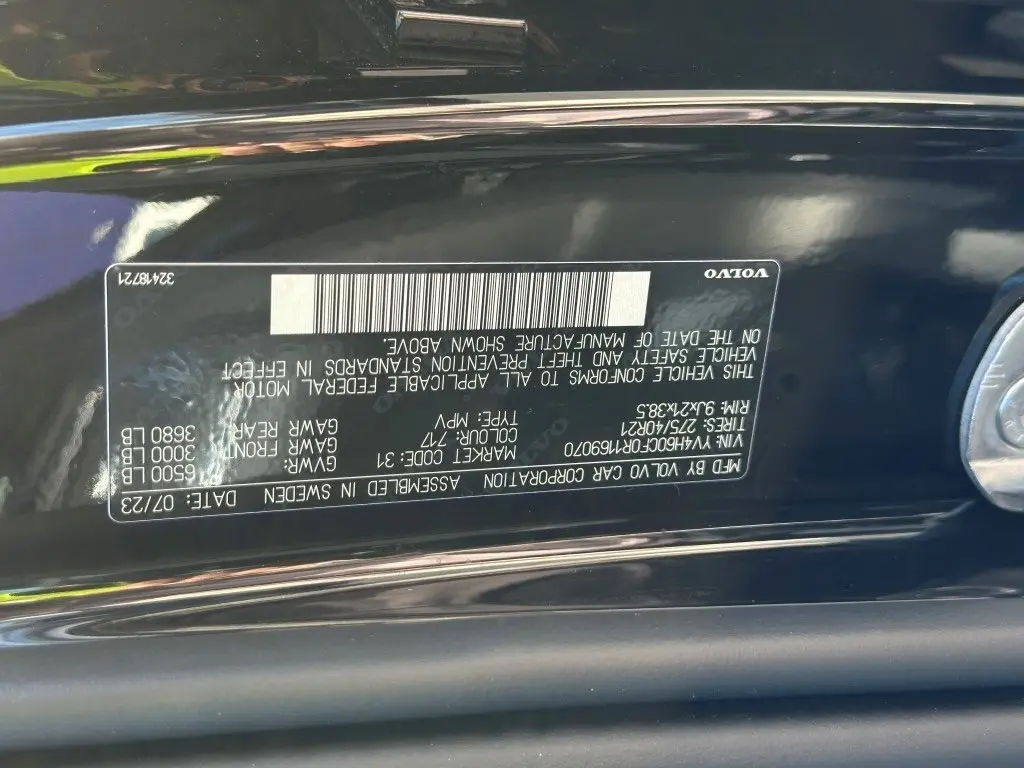 MFD BY VOLVO CAR CORPORATION ASSEMBLED IN SWEDEN DATE: 07/23
VIN: YV4H60CF0R1169070 MARKET CODE: 31 GVWR: 6500 LB
TIRES: 275/40R21 COLOUR: 717 GAWR FRONT: 3000 LB
RIM: 9Jx21x38.5 TYPE: MPV GAWR REAR: 3680 LB
THIS VEHICLE CONFORMS TO ALL APPLICABLE FEDERAL MOTOR
VEHICLE SAFETY AND THEFT PREVENTION STANDARDS IN EFFECT
ON THE DATE OF MANUFACTURE SHOWN ABOVE.
VOLVO 32418721